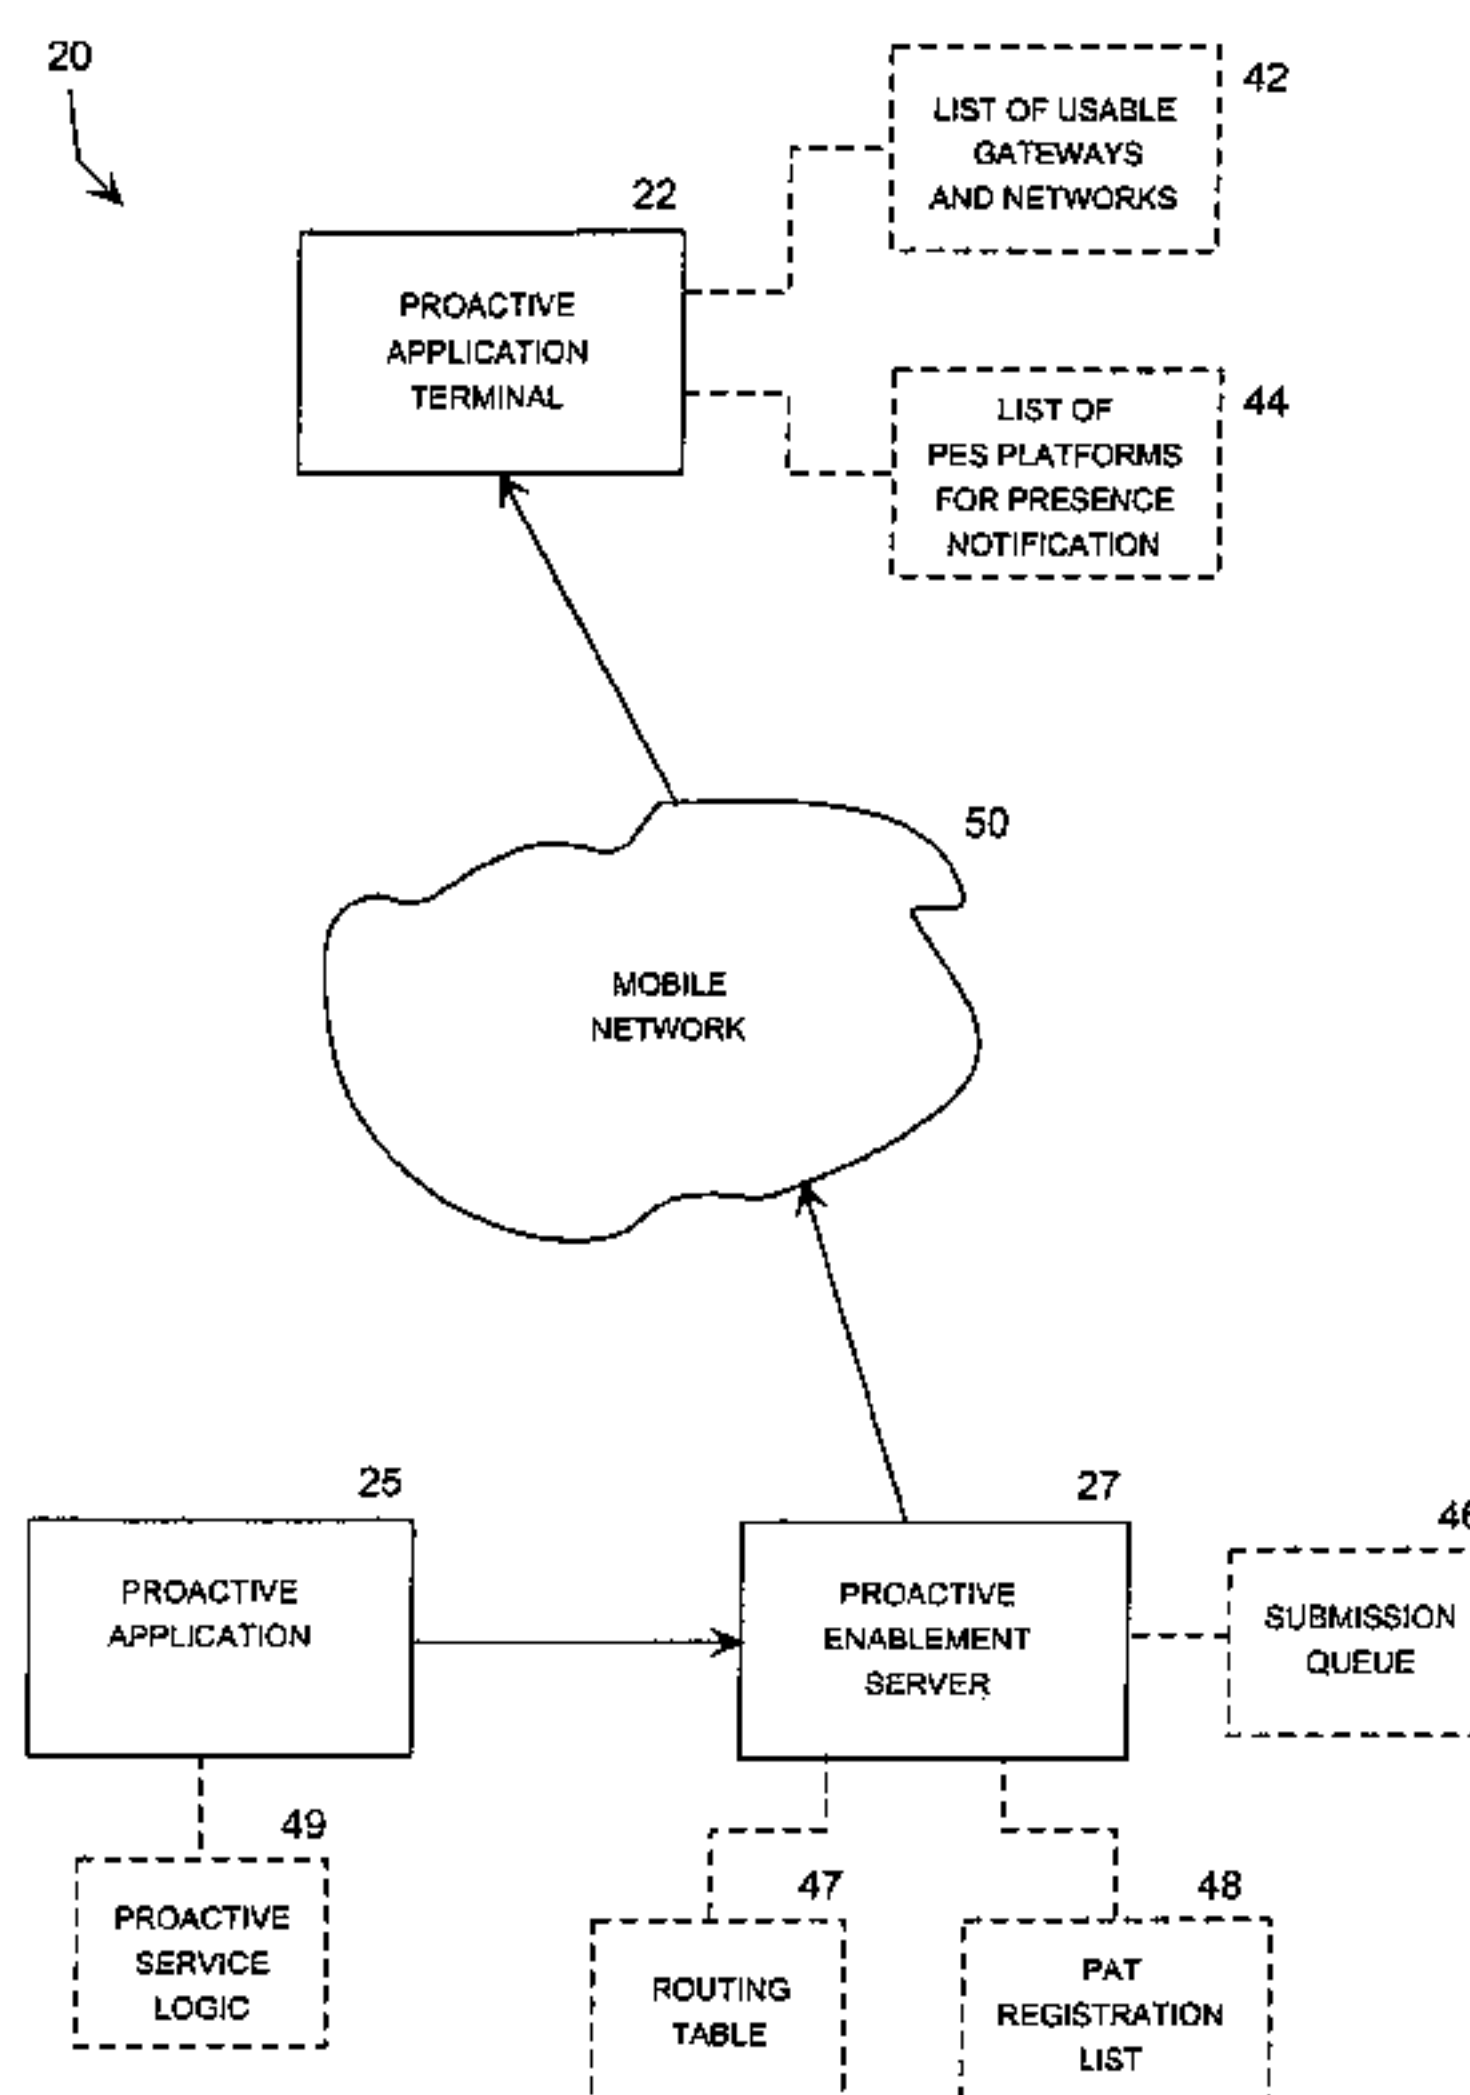 20
42
LIST OF USABLE
GATEWAYS
AND NETWORKS
22
PROACTIVE
APPLICATION
TERMINAL
44
LIST OF
PES PLATFORMS
FOR PRESENCE
NOTIFICATION
50
MOBILE
NETWORK
25
PROACTIVE
APPLICATION
27
PROACTIVE
ENABLEMENT
SERVER
46
SUBMISSION
QUEUE
49
PROACTIVE
SERVICE
LOGIC
47
ROUTING
TABLE
48
PAT
REGISTRATION
LIST